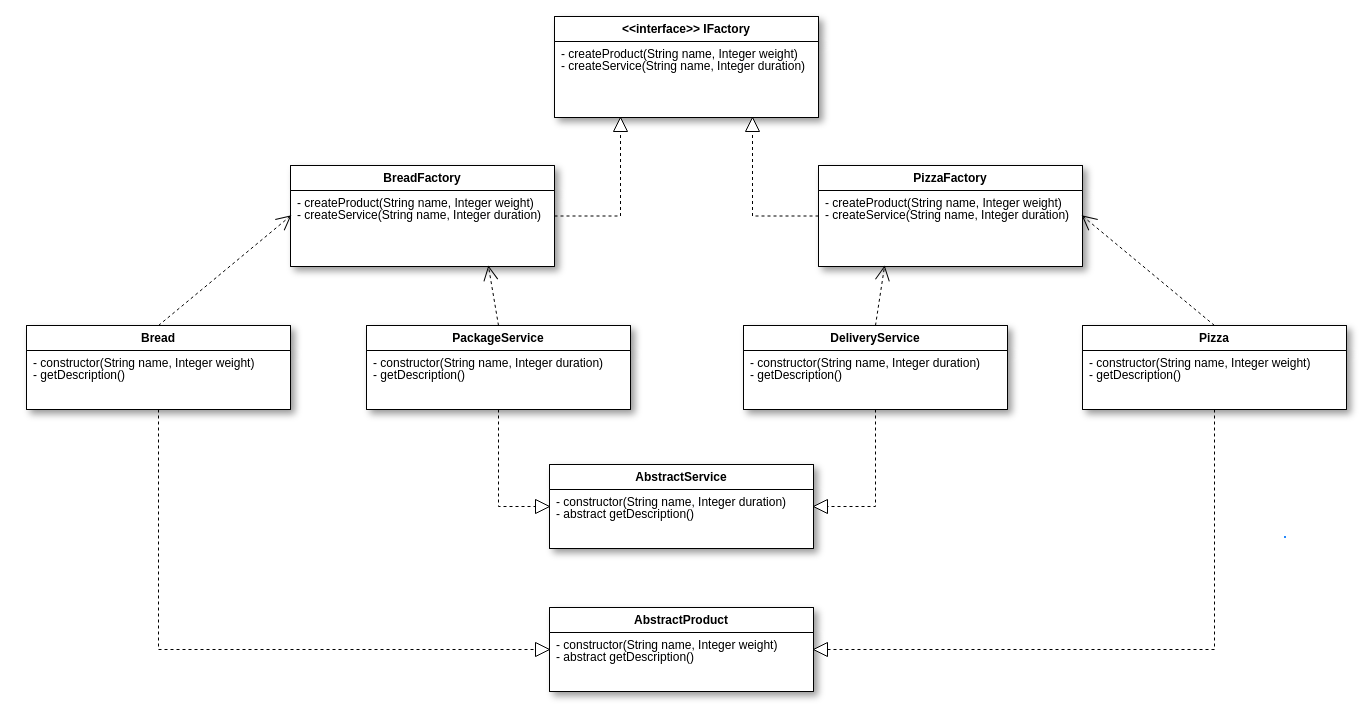 <<interface>> IFactory
- createProduct(String name, Integer weight)
- createService(String name, Integer duration)
BreadFactory
- createProduct(String name, Integer weight)
- createService(String name, Integer duration)
PizzaFactory
- createProduct(String name, Integer weight)
- createService(String name, Integer duration)
Bread
- constructor(String name, Integer weight)
- getDescription()
PackageService
- constructor(String name, Integer duration)
- getDescription()
DeliveryService
- constructor(String name, Integer duration)
- getDescription()
Pizza
- constructor(String name, Integer weight)
- getDescription()
AbstractService
- constructor(String name, Integer duration)
- abstract getDescription()
AbstractProduct
- constructor(String name, Integer weight)
- abstract getDescription()